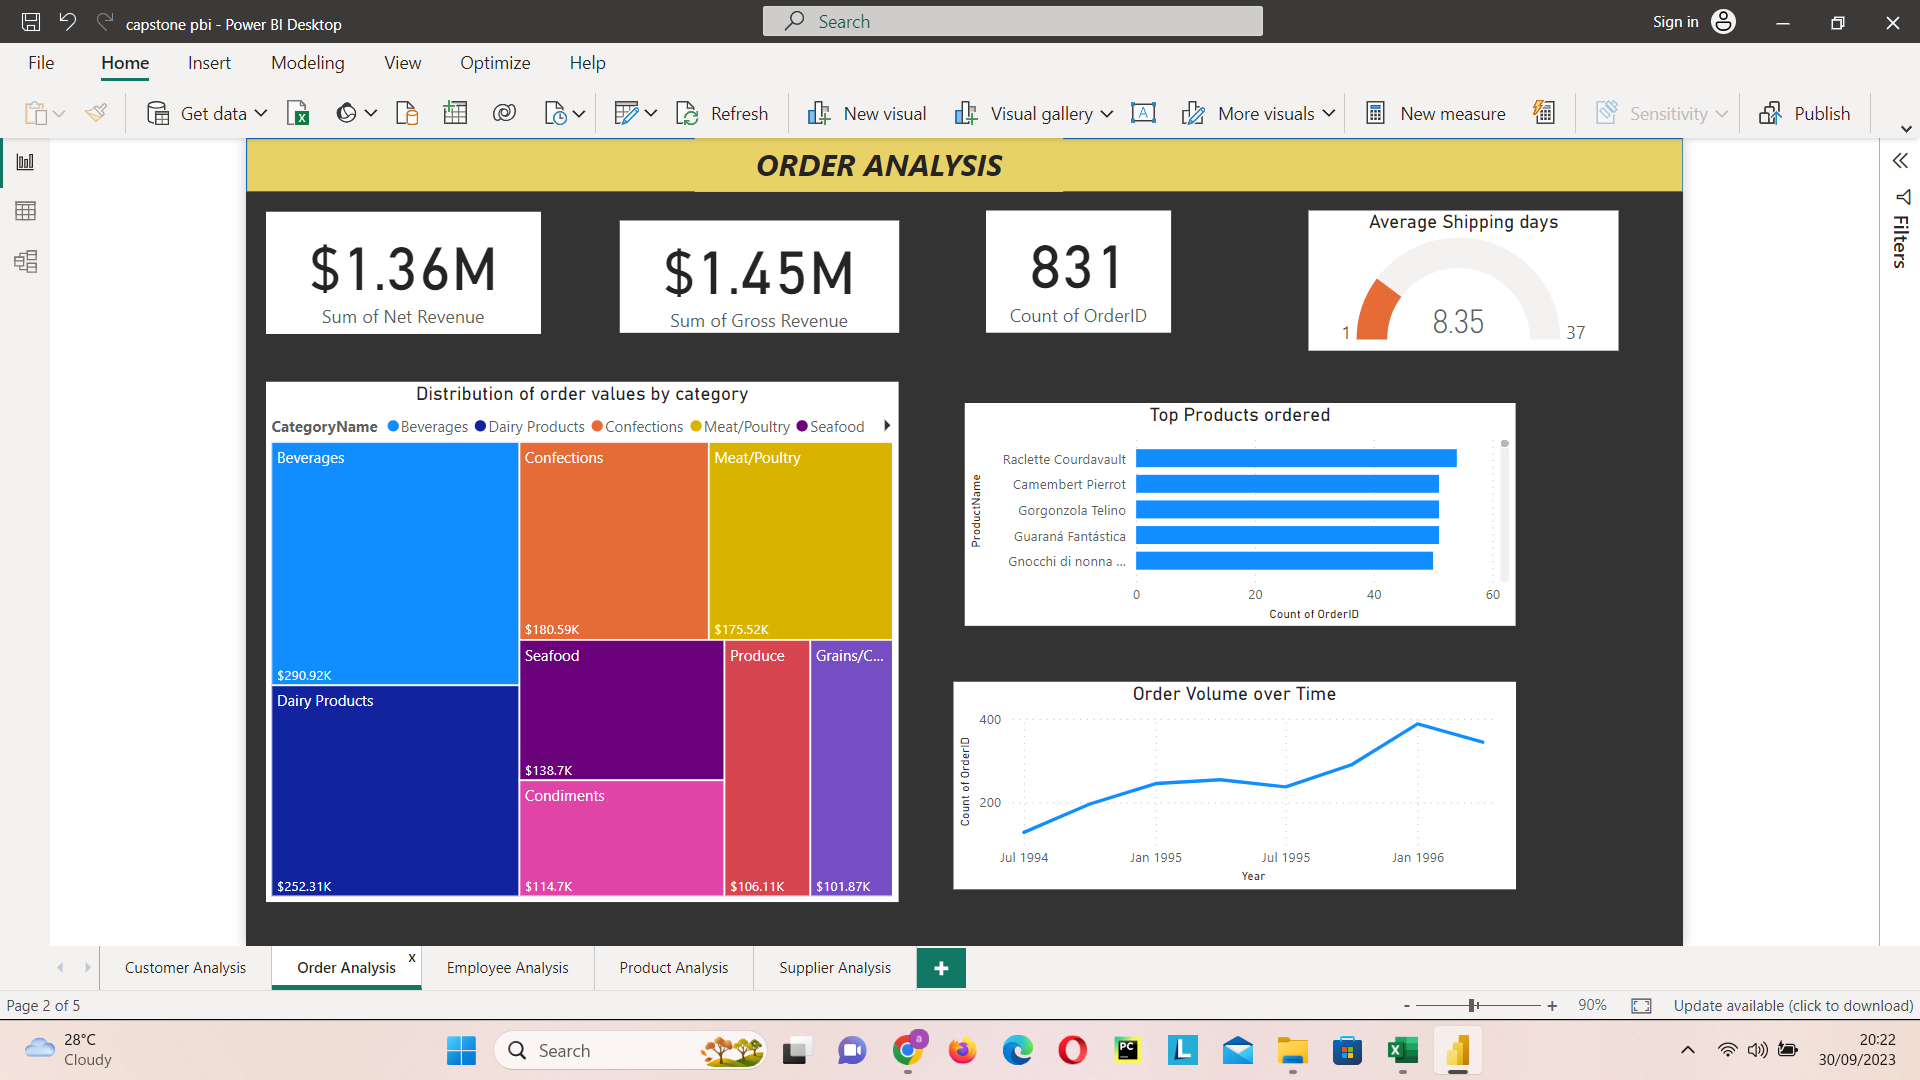 capstone pbi - Power BI Desktop
Search
Sign in
File
Home
Insert
Modeling
View
Optimize
Help
Get data
Refresh
New visual
Visual gallery
More visuals
New measure
Sensitivity
Publish
ORDER ANALYSIS
$1.36M
Sum of Net Revenue
$1.45M
Sum of Gross Revenue
831
Count of OrderID
Average Shipping days
8.35
1
37
Filters
Distribution of order values by category
CategoryName Beverages Dairy Products Confections Meat/Poultry Seafood
Beverages
$290.92K
Dairy Products
$252.31K
Confections
$180.59K
Meat/Poultry
$175.52K
Seafood
$138.7K
Condiments
$114.7K
Produce
$106.11K
Grains/C...
$101.87K
Top Products ordered
ProductName
Raclette Courdavault
Camembert Pierrot
Gorgonzola Telino
Guaraná Fantástica
Gnocchi di nonna ...
0 20 40 60
Count of OrderID
Order Volume over Time
Count of OrderID
400
200
Jul 1994 Jan 1995 Jul 1995 Jan 1996
Year
Customer Analysis
Order Analysis
x
Employee Analysis
Product Analysis
Supplier Analysis
+
Page 2 of 5
- + 90%
Update available (click to download)
28°C
Cloudy
Search
a
PC
L
20:22
30/09/2023